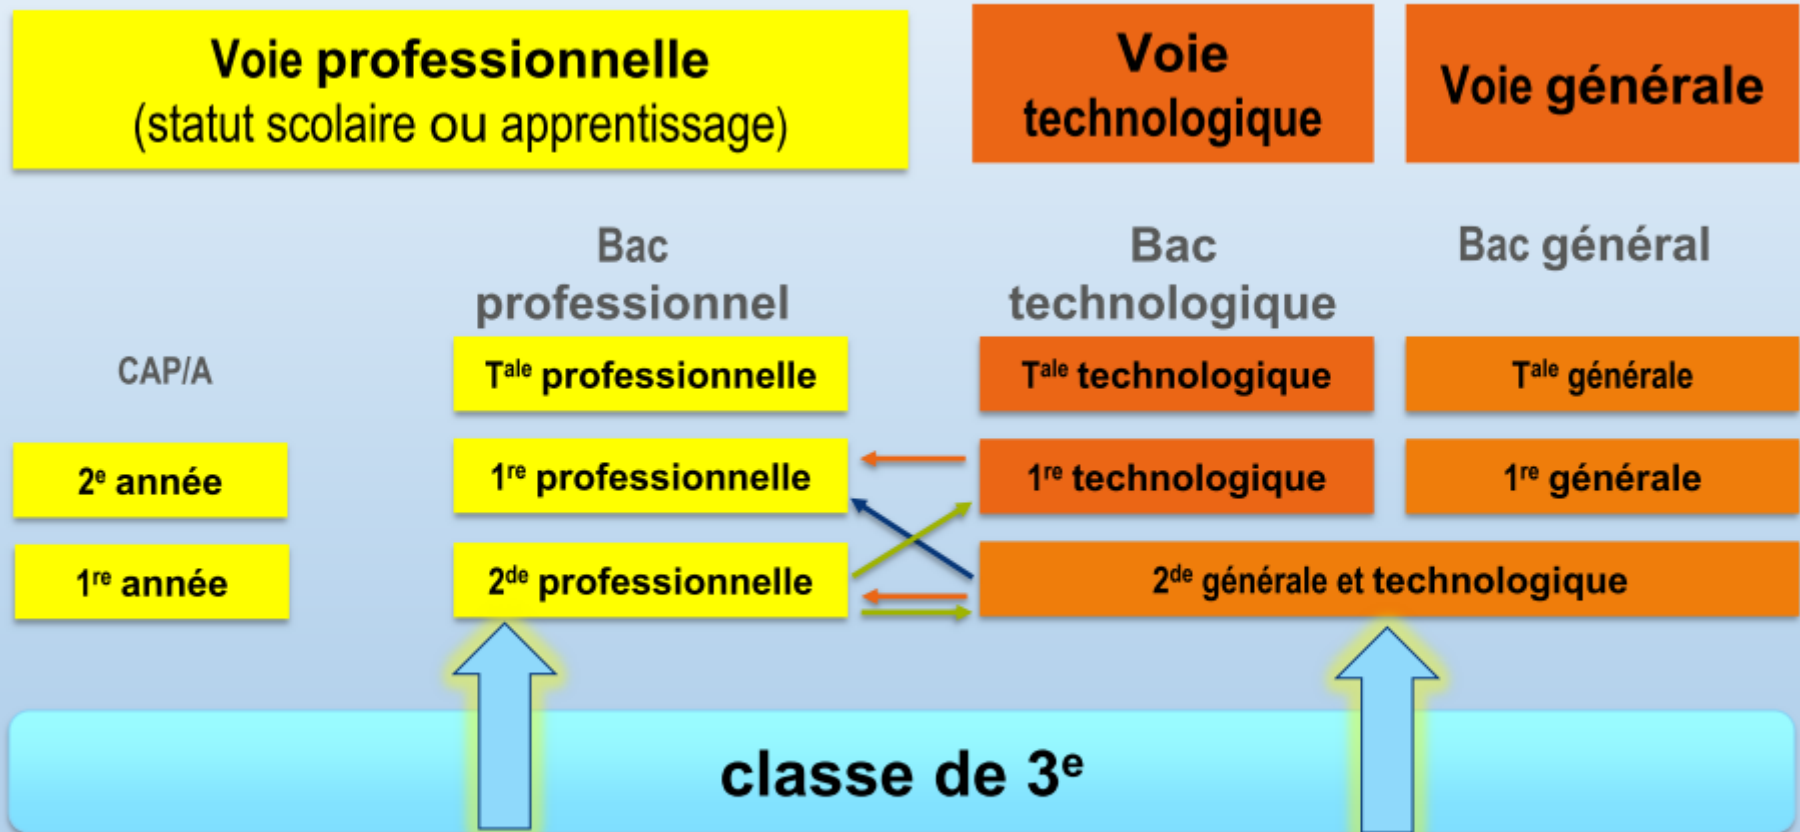 Voie professionnelle
(statut scolaire ou apprentissage)
Voie
technologique
Voie générale
Bac
professionnel
Bac
technologique
Bac général
CAP/A
Tale professionnelle
Tale technologique
Tale générale
2e année
1re professionnelle
1re technologique
1re générale
1re année
2de professionnelle
2de générale et technologique
classe de 3e